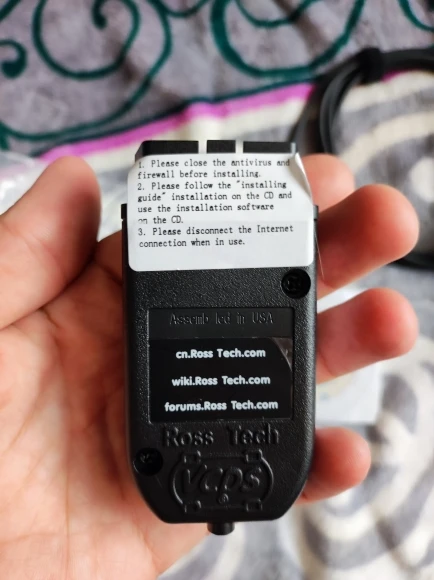 1. Please close the antivirus and
firewall before installing.
2. Please follow the "installing
guide" installation on the CD and
use the installation software
on the CD.
3. Please disconnect the Internet
connection when in use.
Assembled in USA
cn.Ross Tech.com
wiki.Ross Tech.com
forums.Ross Tech.com
Ross Tech
vcds